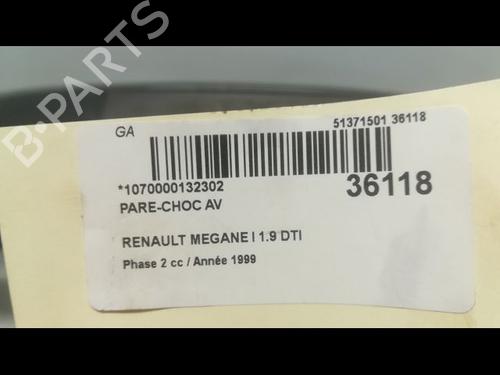 B-PARTS
GA
51371501 36118
*1070000132302
36118
PARE-CHOC AV
RENAULT MEGANE I 1.9 DTI
Phase 2 cc / Année 1999